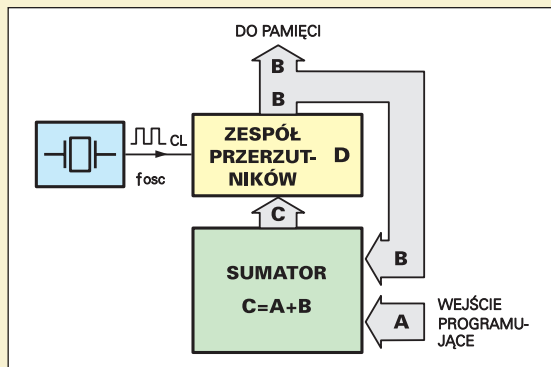 DO PAMIĘCI
B
B
ZESPÓŁ
PRZERZUT-
NIKÓW
D
CL
fosc
C
SUMATOR
C=A+B
B
A
WEJŚCIE
PROGRAMU-
JĄCE